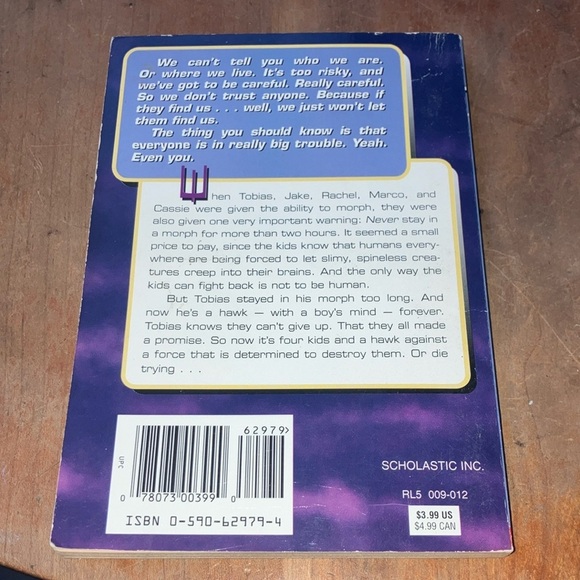 We can't tell you who we are.
Or where we live. It's too risky, and
we've got to be careful. Really careful.
So we don't trust anyone. Because if
they find us . . . well, we just won't let
them find us.
The thing you should know is that
everyone is in really big trouble. Yeah.
Even you.
When Tobias, Jake, Rachel, Marco, and
Cassie were given the ability to morph, they were
also given one very important warning: Never stay in
a morph for more than two hours. It seemed a small
price to pay, since the kids know that humans every-
where are being forced to let slimy, spineless crea-
tures creep into their brains. And the only way the
kids can fight back is not to be human.
But Tobias stayed in his morph too long. And
now he's a hawk — with a boy's mind — forever.
Tobias knows they can't give up. That they all made
a promise. So now it's four kids and a hawk against
a force that is determined to destroy them. Or die
trying . . .
62979>
UPC
0 78073 00399 0
ISBN 0-590-62979-4
SCHOLASTIC INC.
RL5 009-012
$3.99 US
$4.99 CAN